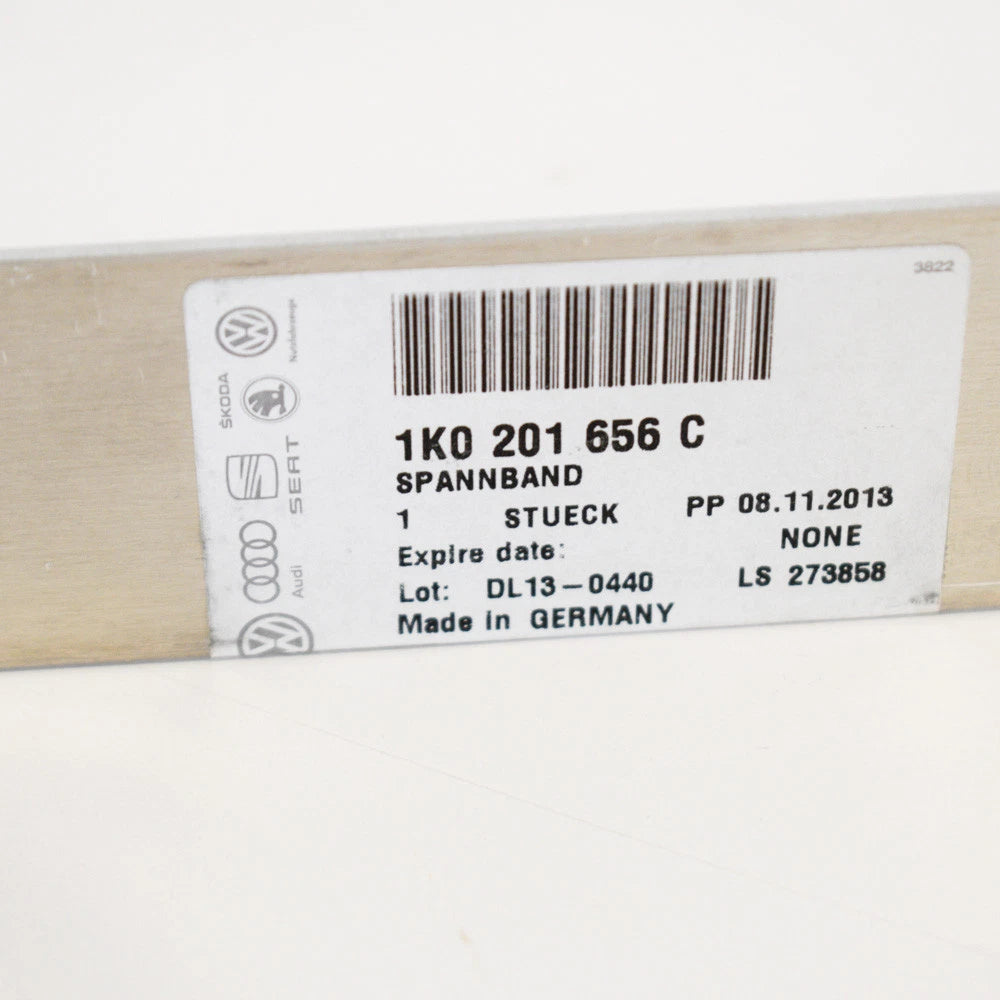 3822
Nutzfahrzeuge
ŠKODA
SEAT
Audi
1K0 201 656 C
SPANNBAND
1 STUECK PP 08.11.2013
Expire date: NONE
Lot: DL13-0440 LS 273858
Made in GERMANY